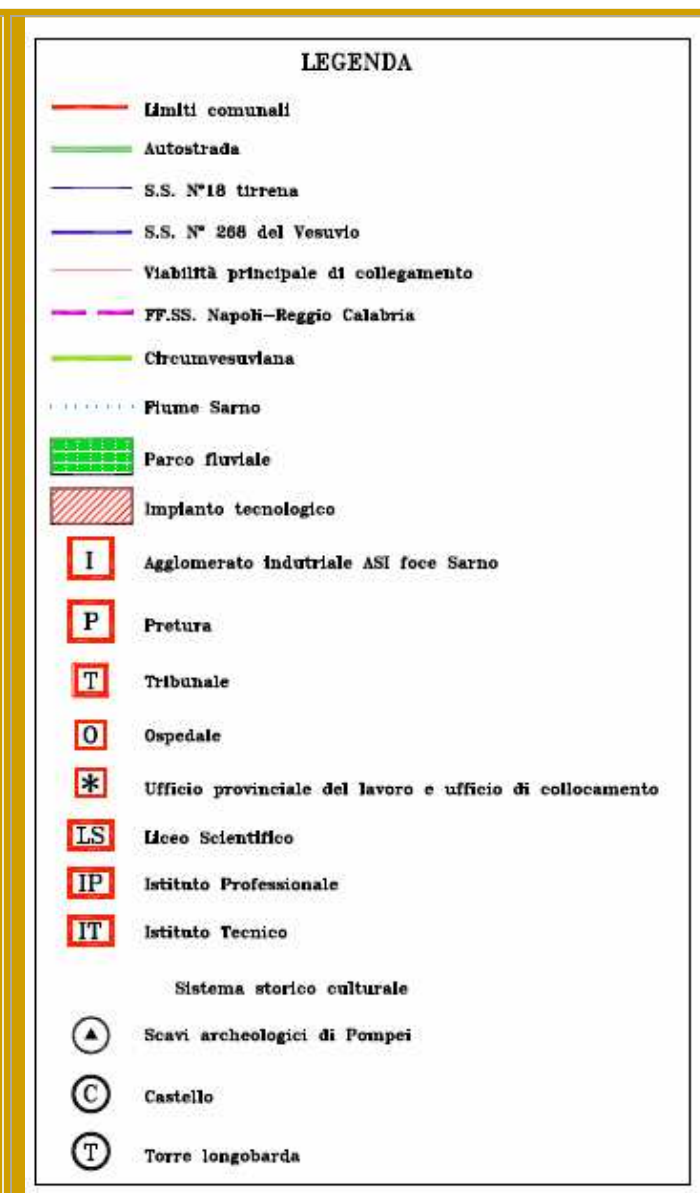 LEGENDA
Limiti comunali
Autostrada
S.S. N°18 tirrena
S.S. N° 268 del Vesuvio
Viabilità principale di collegamento
FF.SS. Napoli-Reggio Calabria
Circumvesuviana
Fiume Sarno
Parco fluviale
Impianto tecnologico
I Agglomerato indutriale ASI foce Sarno
P Pretura
T Tribunale
O Ospedale
* Ufficio provinciale del lavoro e ufficio di collocamento
LS Liceo Scientifico
IP Istituto Professionale
IT Istituto Tecnico
Sistema storico culturale
Scavi archeologici di Pompei
C Castello
T Torre longobarda